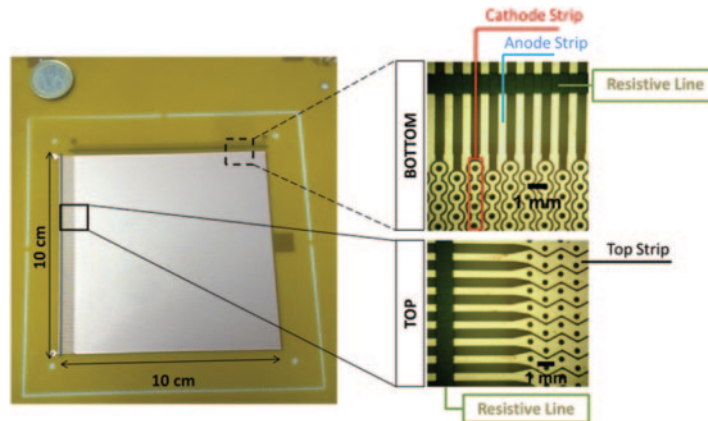 Cathode Strip
Anode Strip
Resistive Line
BOTTOM
1 mm
10 cm
10 cm
Top Strip
TOP
1 mm
Resistive Line